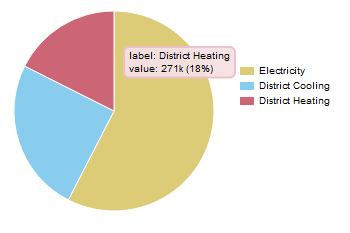 label: District Heating
value: 271k (18%)
Electricity
District Cooling
District Heating